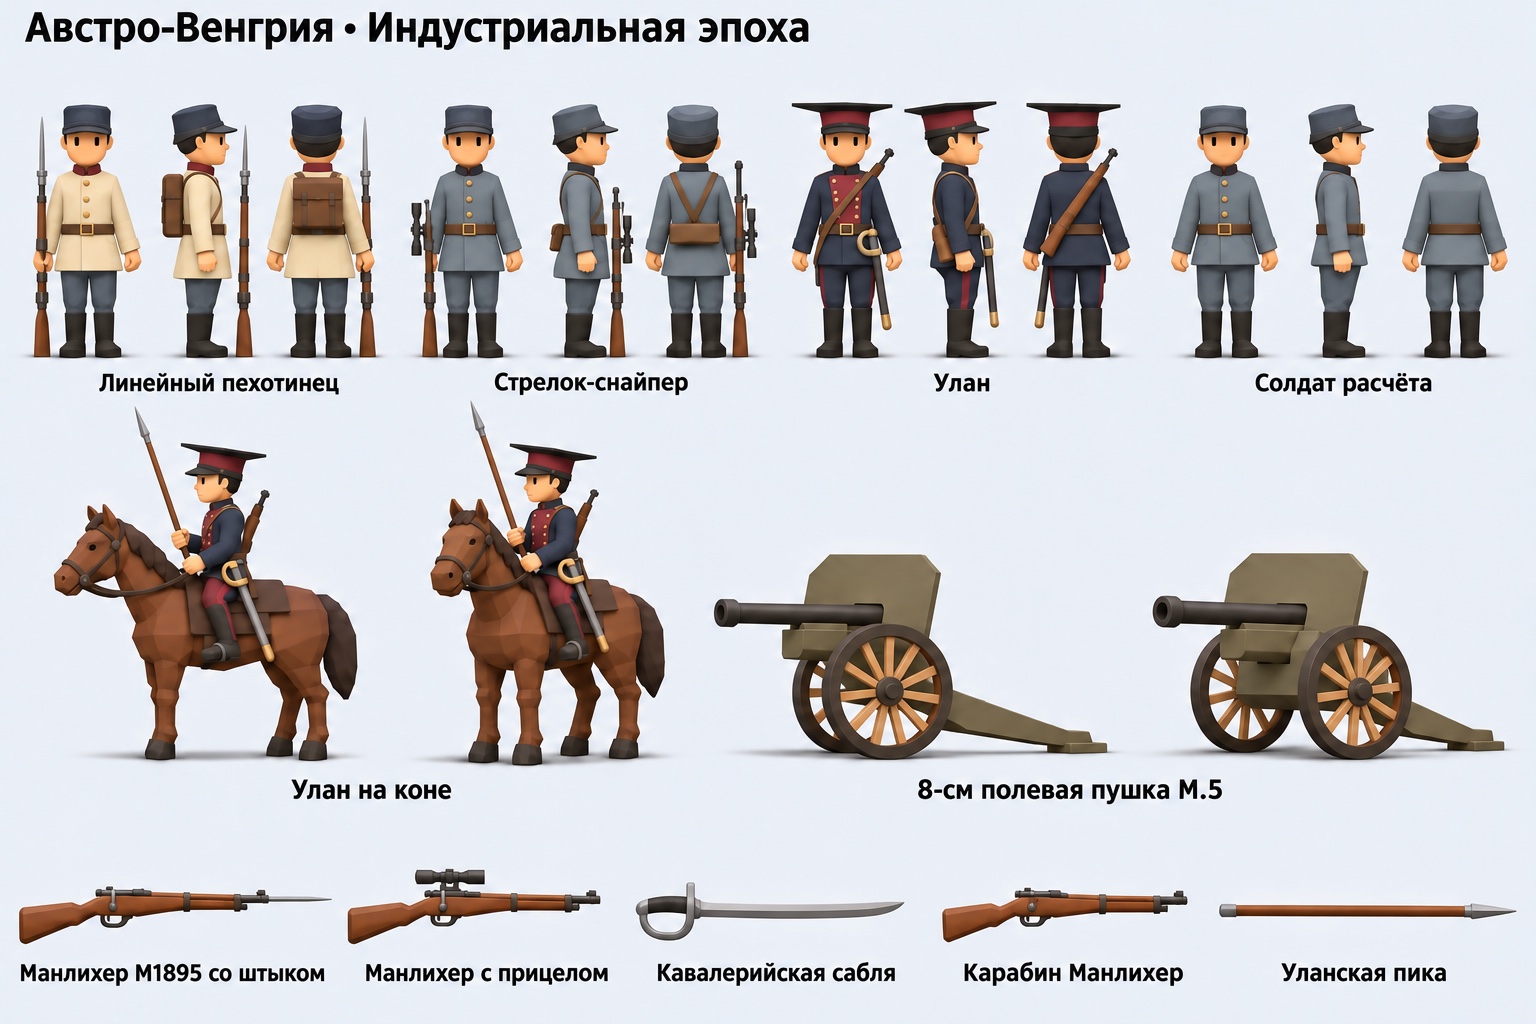 Австро-Венгрия • Индустриальная эпоха
Линейный пехотинец
Стрелок-снайпер
Улан
Солдат расчёта
Улан на коне
8-см полевая пушка М.5
Манлихер М1895 со штыком
Манлихер с прицелом
Кавалерийская сабля
Карабин Манлихер
Уланская пика